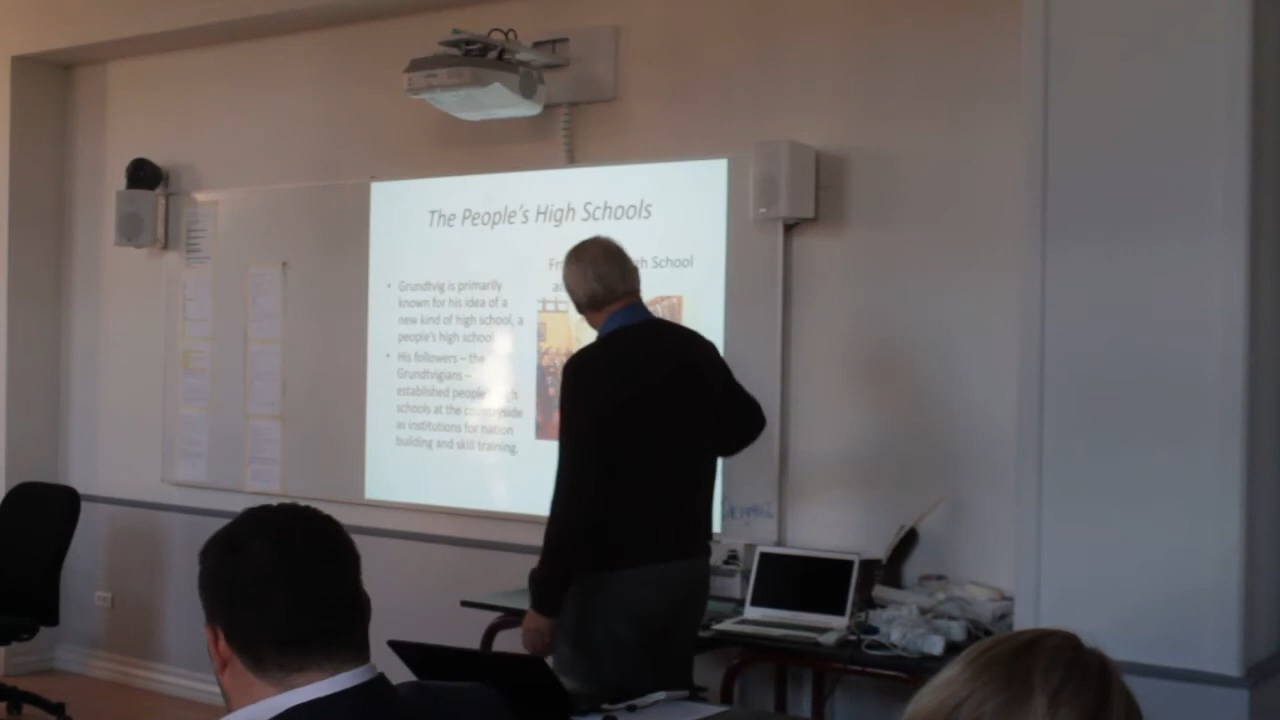 The People's High Schools
School
• Grundtvig is primarily
known for his idea of a
new kind of high school, a
people's high school
• His followers – the
Grundtvigians –
established people
schools at the countryside
as institutions for nation
building and skill training.